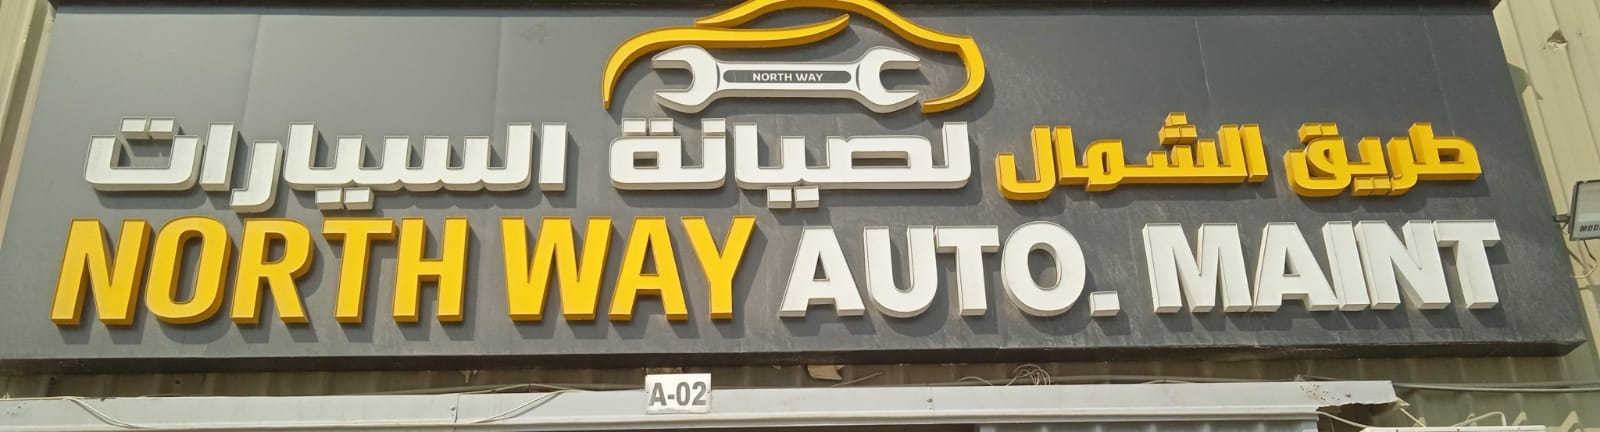 NORTH WAY
طريق الشمال لصيانة السيارات
NORTH WAY AUTO. MAINT
A-02